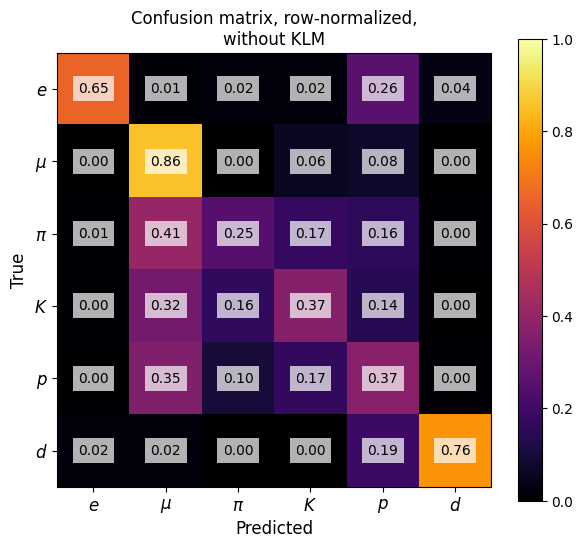 Confusion matrix, row-normalized,
without KLM
e 0.65 0.01 0.02 0.02 0.26 0.04
μ 0.00 0.86 0.00 0.06 0.08 0.00
π 0.01 0.41 0.25 0.17 0.16 0.00
K 0.00 0.32 0.16 0.37 0.14 0.00
p 0.00 0.35 0.10 0.17 0.37 0.00
d 0.02 0.02 0.00 0.00 0.19 0.76
e μ π K p d
True
Predicted
1.0
0.8
0.6
0.4
0.2
0.0